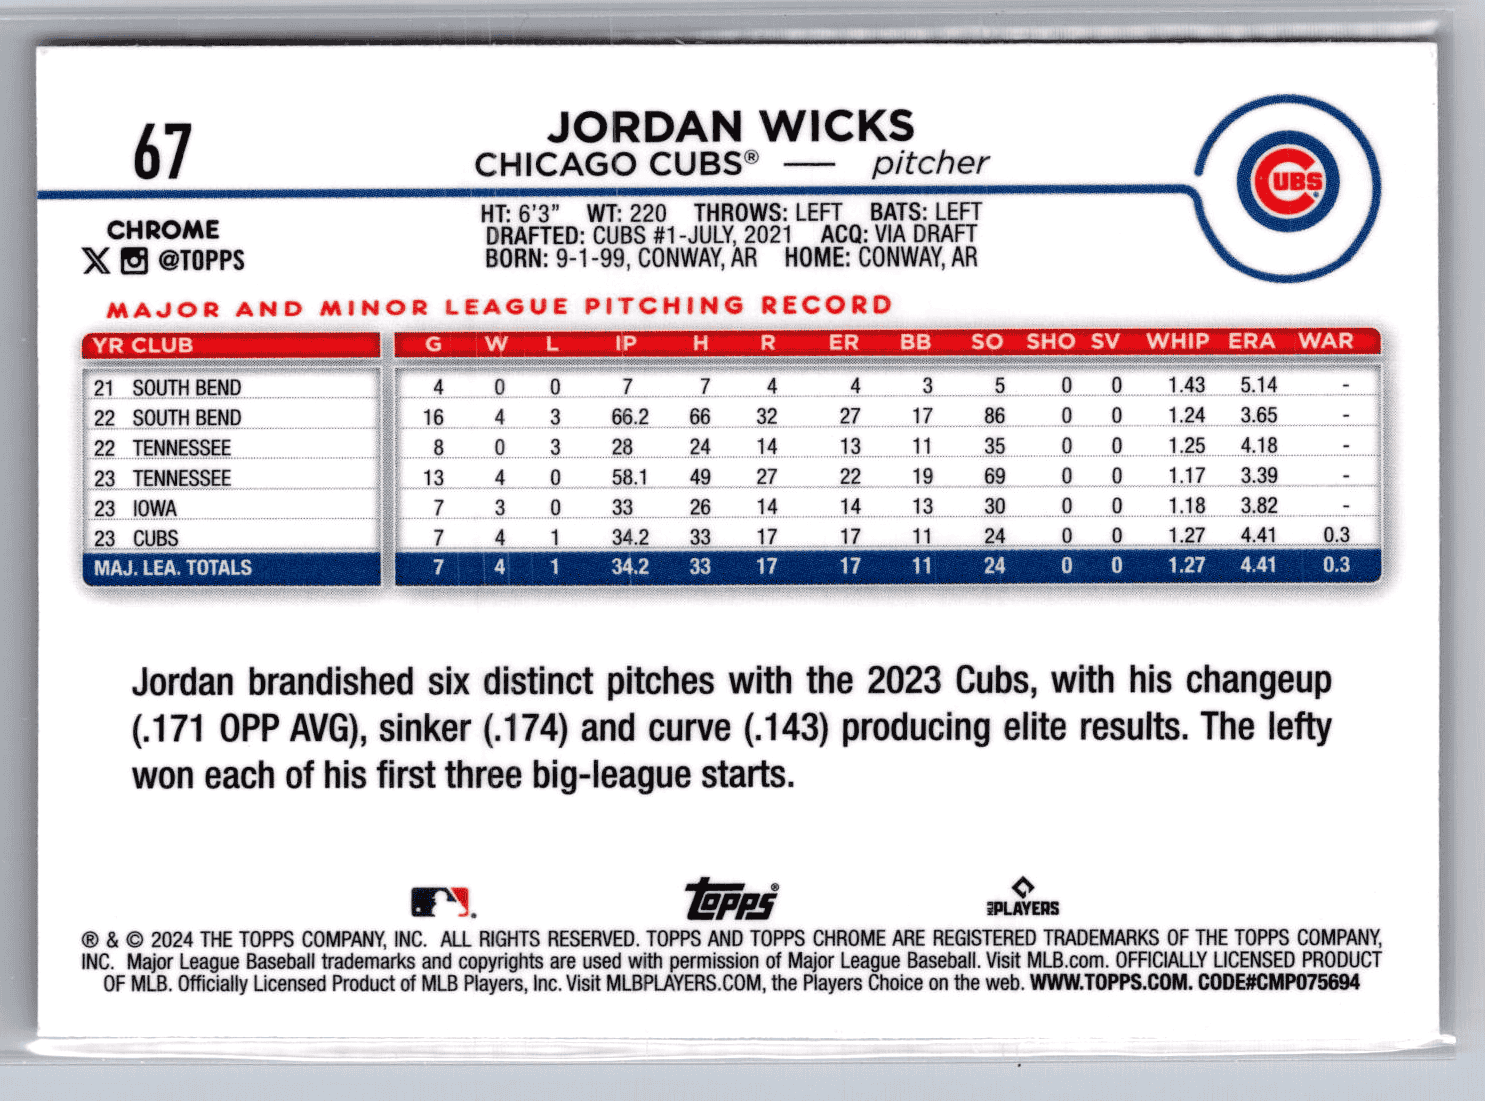 67
JORDAN WICKS
CHICAGO CUBS® — pitcher
CUBS
CHROME
@TOPPS
HT: 6'3" WT: 220 THROWS: LEFT BATS: LEFT
DRAFTED: CUBS #1-JULY, 2021 ACQ: VIA DRAFT
BORN: 9-1-99, CONWAY, AR HOME: CONWAY, AR
MAJOR AND MINOR LEAGUE PITCHING RECORD
YR CLUB G W L IP H R ER BB SO SHO SV WHIP ERA WAR
21 SOUTH BEND 4 0 0 7 7 4 4 3 5 0 0 1.43 5.14 -
22 SOUTH BEND 16 4 3 66.2 66 32 27 17 86 0 0 1.24 3.65 -
22 TENNESSEE 8 0 3 28 24 14 13 11 35 0 0 1.25 4.18 -
23 TENNESSEE 13 4 0 58.1 49 27 22 19 69 0 0 1.17 3.39 -
23 IOWA 7 3 0 33 26 14 14 13 30 0 0 1.18 3.82 -
23 CUBS 7 4 1 34.2 33 17 17 11 24 0 0 1.27 4.41 0.3
MAJ. LEA. TOTALS 7 4 1 34.2 33 17 17 11 24 0 0 1.27 4.41 0.3
Jordan brandished six distinct pitches with the 2023 Cubs, with his changeup
(.171 OPP AVG), sinker (.174) and curve (.143) producing elite results. The lefty
won each of his first three big-league starts.
TOPPS®
PLAYERS
® & © 2024 THE TOPPS COMPANY, INC. ALL RIGHTS RESERVED. TOPPS AND TOPPS CHROME ARE REGISTERED TRADEMARKS OF THE TOPPS COMPANY,
INC. Major League Baseball trademarks and copyrights are used with permission of Major League Baseball. Visit MLB.com. OFFICIALLY LICENSED PRODUCT
OF MLB. Officially Licensed Product of MLB Players, Inc. Visit MLBPLAYERS.COM, the Players Choice on the web. WWW.TOPPS.COM. CODE#CMP075694